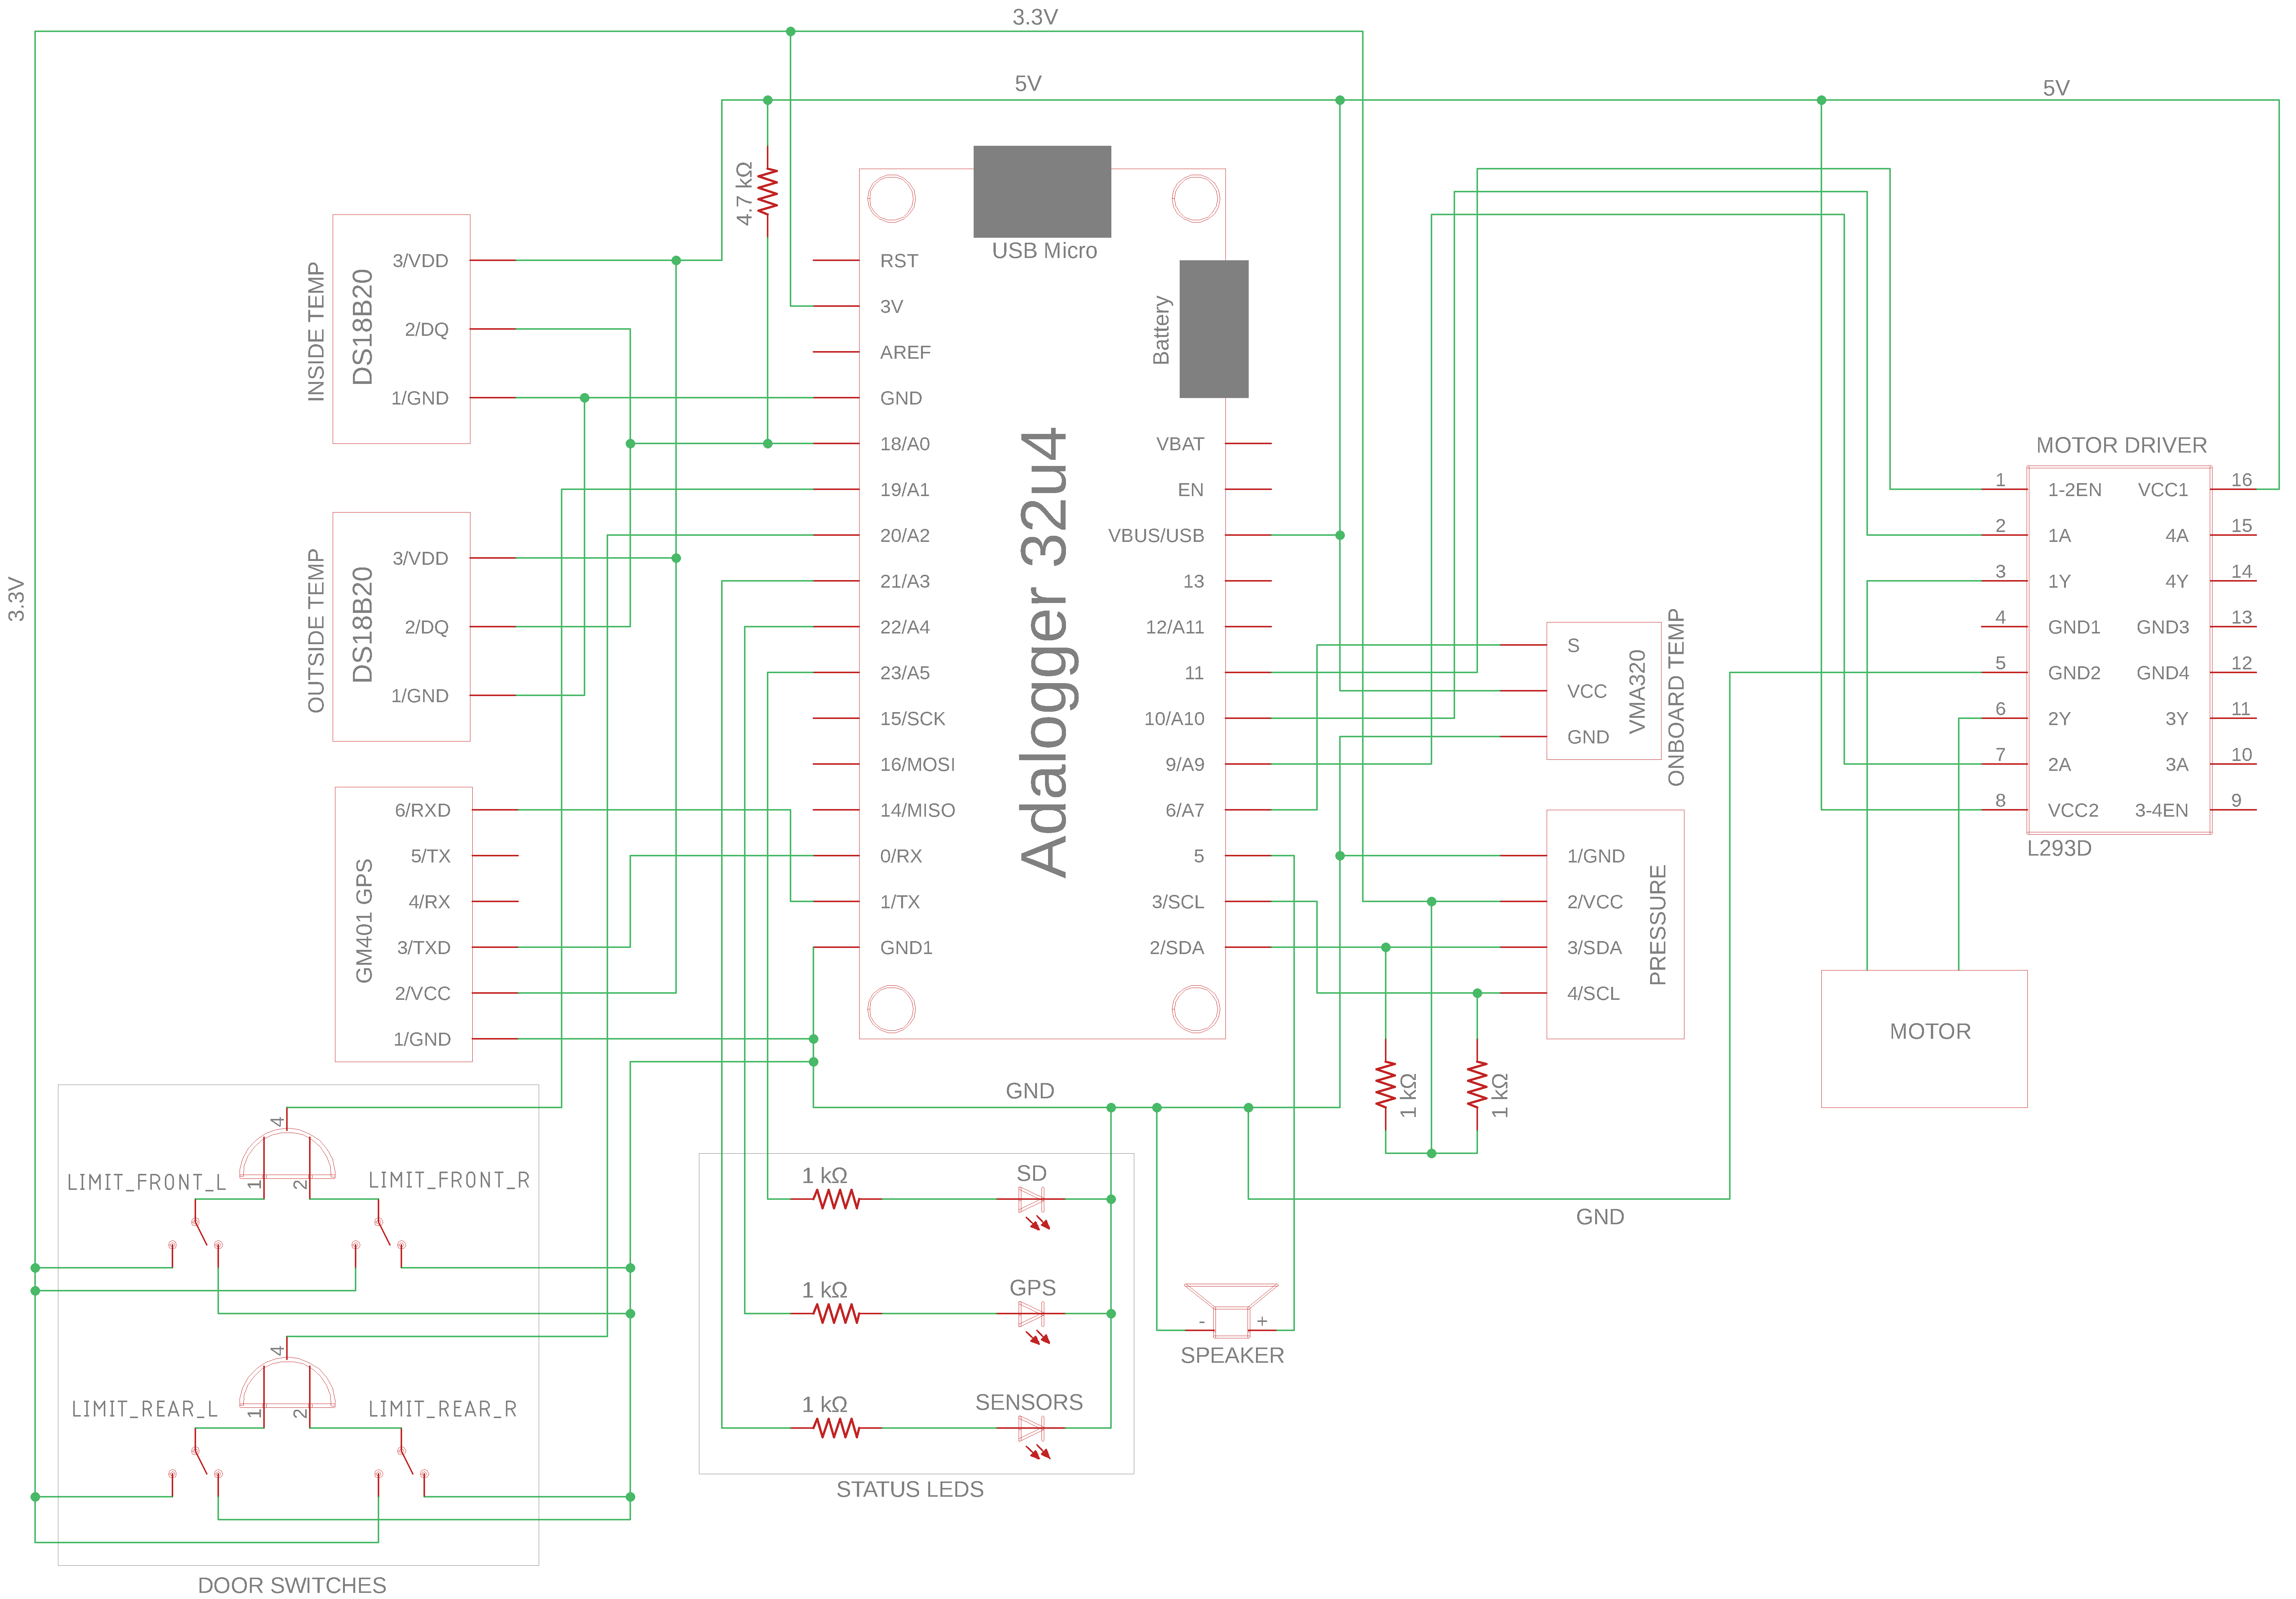 3.3V
5V
5V
3.3V
4.7 kΩ
USB Micro
Battery
Adalogger 32u4
RST
3V
AREF
GND
18/A0
19/A1
20/A2
21/A3
22/A4
23/A5
15/SCK
16/MOSI
14/MISO
0/RX
1/TX
GND1
VBAT
EN
VBUS/USB
13
12/A11
11
10/A10
9/A9
6/A7
5
3/SCL
2/SDA
INSIDE TEMP
DS18B20
3/VDD
2/DQ
1/GND
OUTSIDE TEMP
DS18B20
3/VDD
2/DQ
1/GND
GM401 GPS
6/RXD
5/TX
4/RX
3/TXD
2/VCC
1/GND
S
VCC
GND
VMA320
ONBOARD TEMP
1/GND
2/VCC
3/SDA
4/SCL
PRESSURE
1 kΩ
1 kΩ
MOTOR DRIVER
1
1-2EN
VCC1
16
2
1A
4A
15
3
1Y
4Y
14
4
GND1
GND3
13
5
GND2
GND4
12
6
2Y
3Y
11
7
2A
3A
10
8
VCC2
3-4EN
9
L293D
MOTOR
GND
GND
4
LIMIT_FRONT_L
1
2
LIMIT_FRONT_R
4
LIMIT_REAR_L
1
2
LIMIT_REAR_R
DOOR SWITCHES
1 kΩ
SD
1 kΩ
GPS
1 kΩ
SENSORS
STATUS LEDS
-
+
SPEAKER